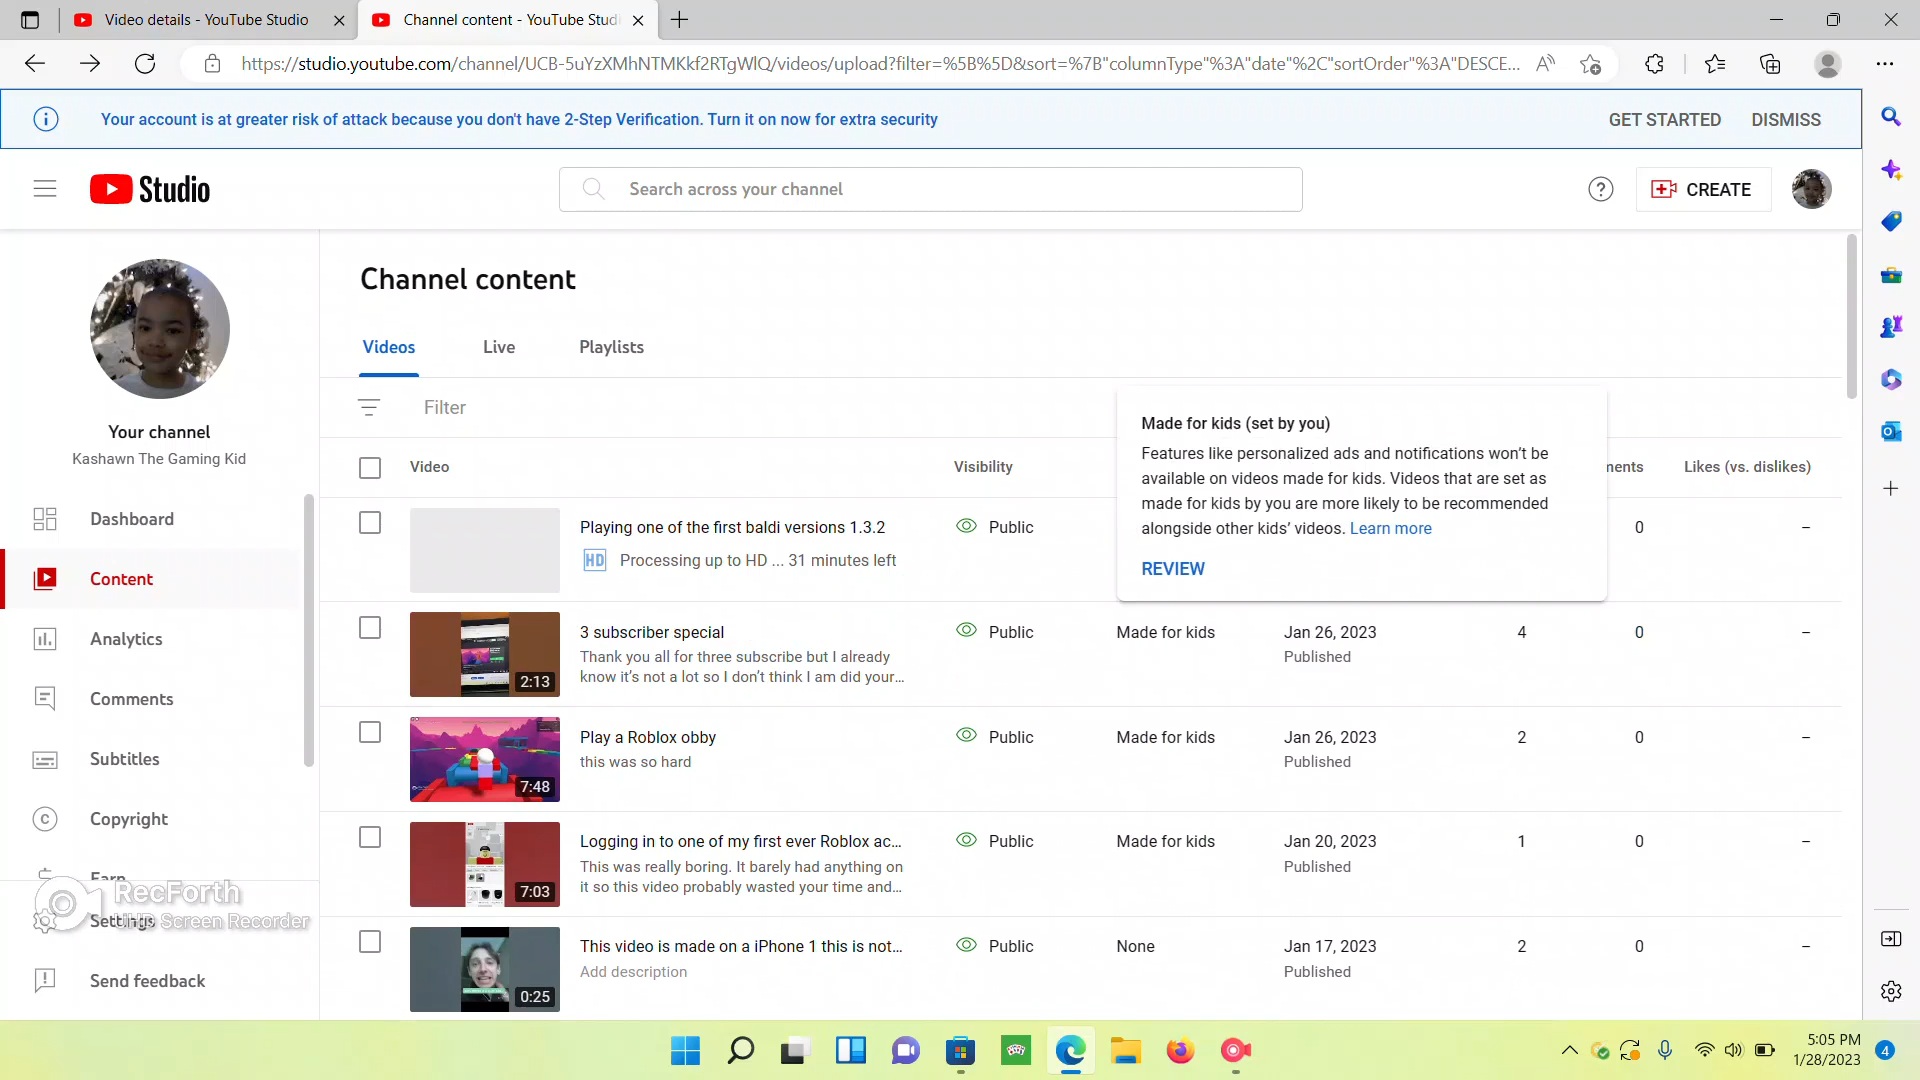 Video details - YouTube Studio
Channel content - YouTube Studi
https://studio.youtube.com/channel/UCB-5uYzXMhNTMKkf2RTgWlQ/videos/upload?filter=%5B%5D&sort=%7B"columnType"%3A"date"%2C"sortOrder"%3A"DESCE...
Your account is at greater risk of attack because you don't have 2-Step Verification. Turn it on now for extra security
GET STARTED
DISMISS
Studio
Search across your channel
CREATE
Your channel
Kashawn The Gaming Kid
Dashboard
Content
Analytics
Comments
Subtitles
Copyright
Earn
Settings
Send feedback
RecForth
UHD Screen Recorder
Channel content
Videos
Live
Playlists
Filter
Video
Visibility
ments
Likes (vs. dislikes)
Made for kids (set by you)
Features like personalized ads and notifications won't be
available on videos made for kids. Videos that are set as
made for kids by you are more likely to be recommended
alongside other kids' videos. Learn more
REVIEW
Playing one of the first baldi versions 1.3.2
HD Processing up to HD ... 31 minutes left
Public
0
–
2:13
3 subscriber special
Thank you all for three subscribe but I already
know it's not a lot so I don't think I am did your...
Public
Made for kids
Jan 26, 2023
Published
4
0
–
7:48
Play a Roblox obby
this was so hard
Public
Made for kids
Jan 26, 2023
Published
2
0
–
7:03
Logging in to one of my first ever Roblox ac...
This was really boring. It barely had anything on
it so this video probably wasted your time and...
Public
Made for kids
Jan 20, 2023
Published
1
0
–
0:25
This video is made on a iPhone 1 this is not...
Add description
Public
None
Jan 17, 2023
Published
2
0
–
5:05 PM
1/28/2023
4